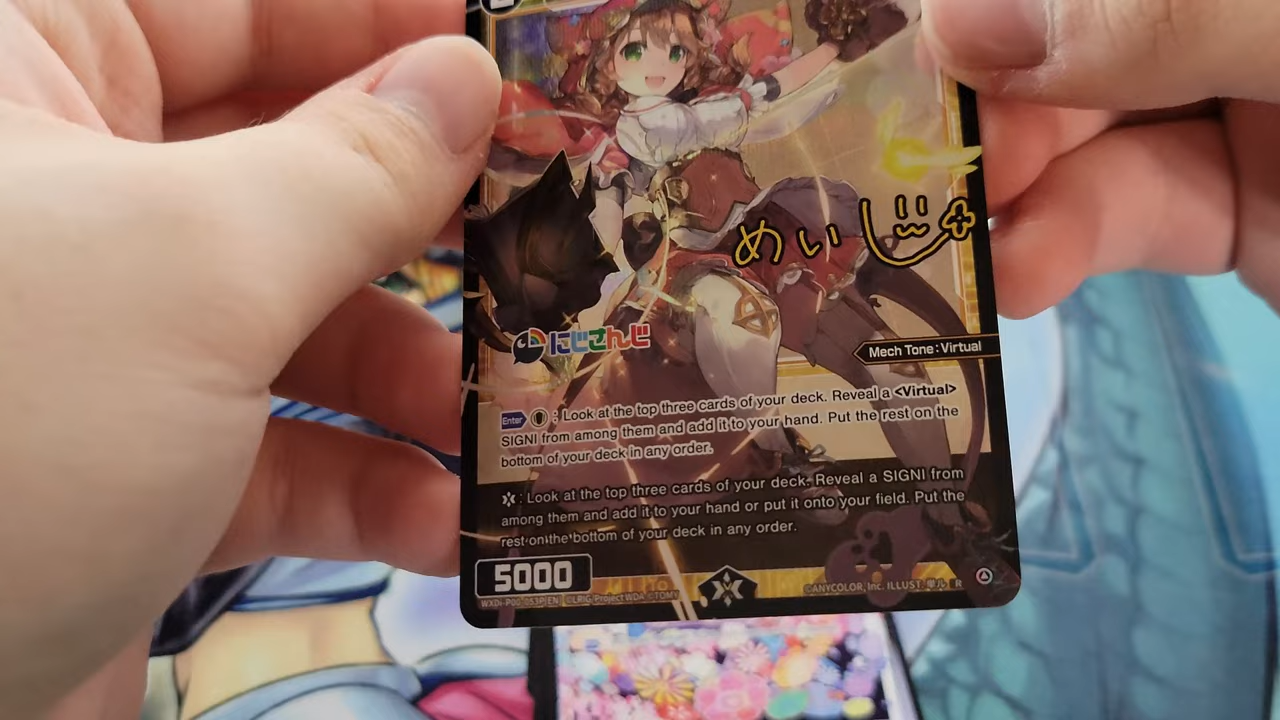 めぃじゅ
にじさんじ
Mech Tone:Virtual
Enter : Look at the top three cards of your deck. Reveal a <Virtual>
SIGNI from among them and add it to your hand. Put the rest on the
bottom of your deck in any order.
: Look at the top three cards of your deck. Reveal a SIGNI from
among them and add it to your hand or put it onto your field. Put the
rest on the bottom of your deck in any order.
5000
WXDi-P00-053P[EN] ©LRIG/Project WDA ©TOMY
©ANYCOLOR, Inc. ILLUST. 単ル R